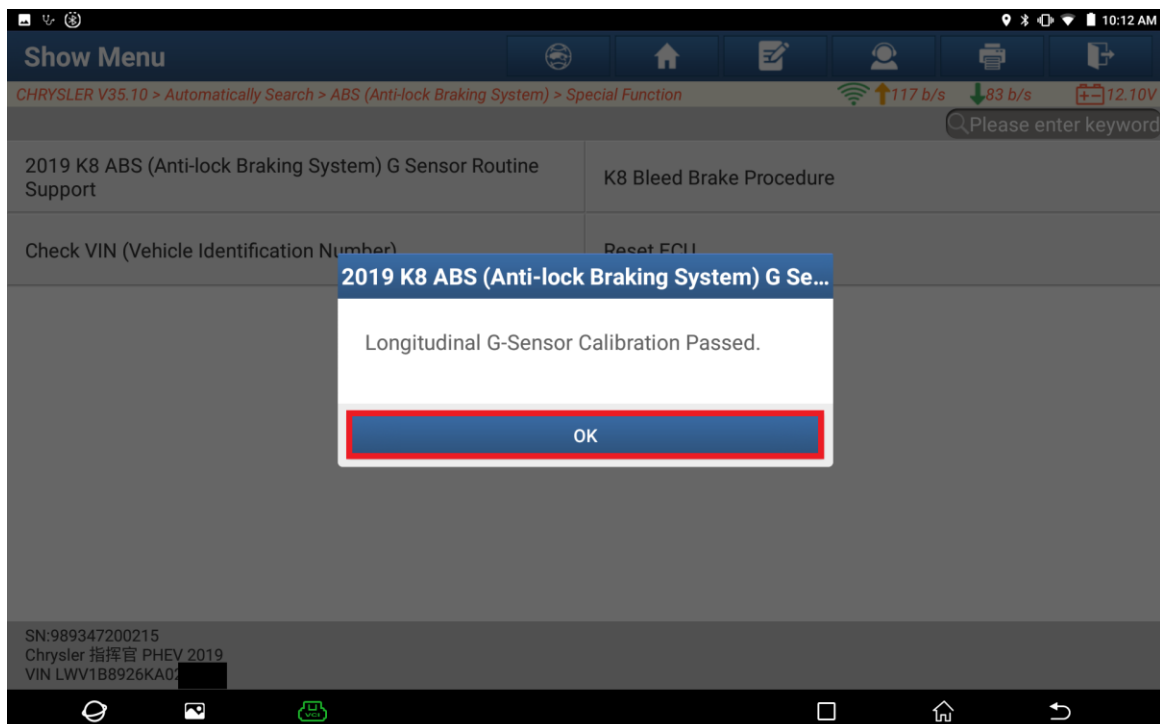 10:12 AM
Show Menu
CHRYSLER V35.10 > Automatically Search > ABS (Anti-lock Braking System) > Special Function
117 b/s
83 b/s
12.10V
Please enter keyword
2019 K8 ABS (Anti-lock Braking System) G Sensor Routine
Support
K8 Bleed Brake Procedure
Check VIN (Vehicle Identification Number)
Reset ECU
2019 K8 ABS (Anti-lock Braking System) G Se...
Longitudinal G-Sensor Calibration Passed.
OK
SN:989347200215
Chrysler 指挥官 PHEV 2019
VIN LWV1B8926KA02
VCI